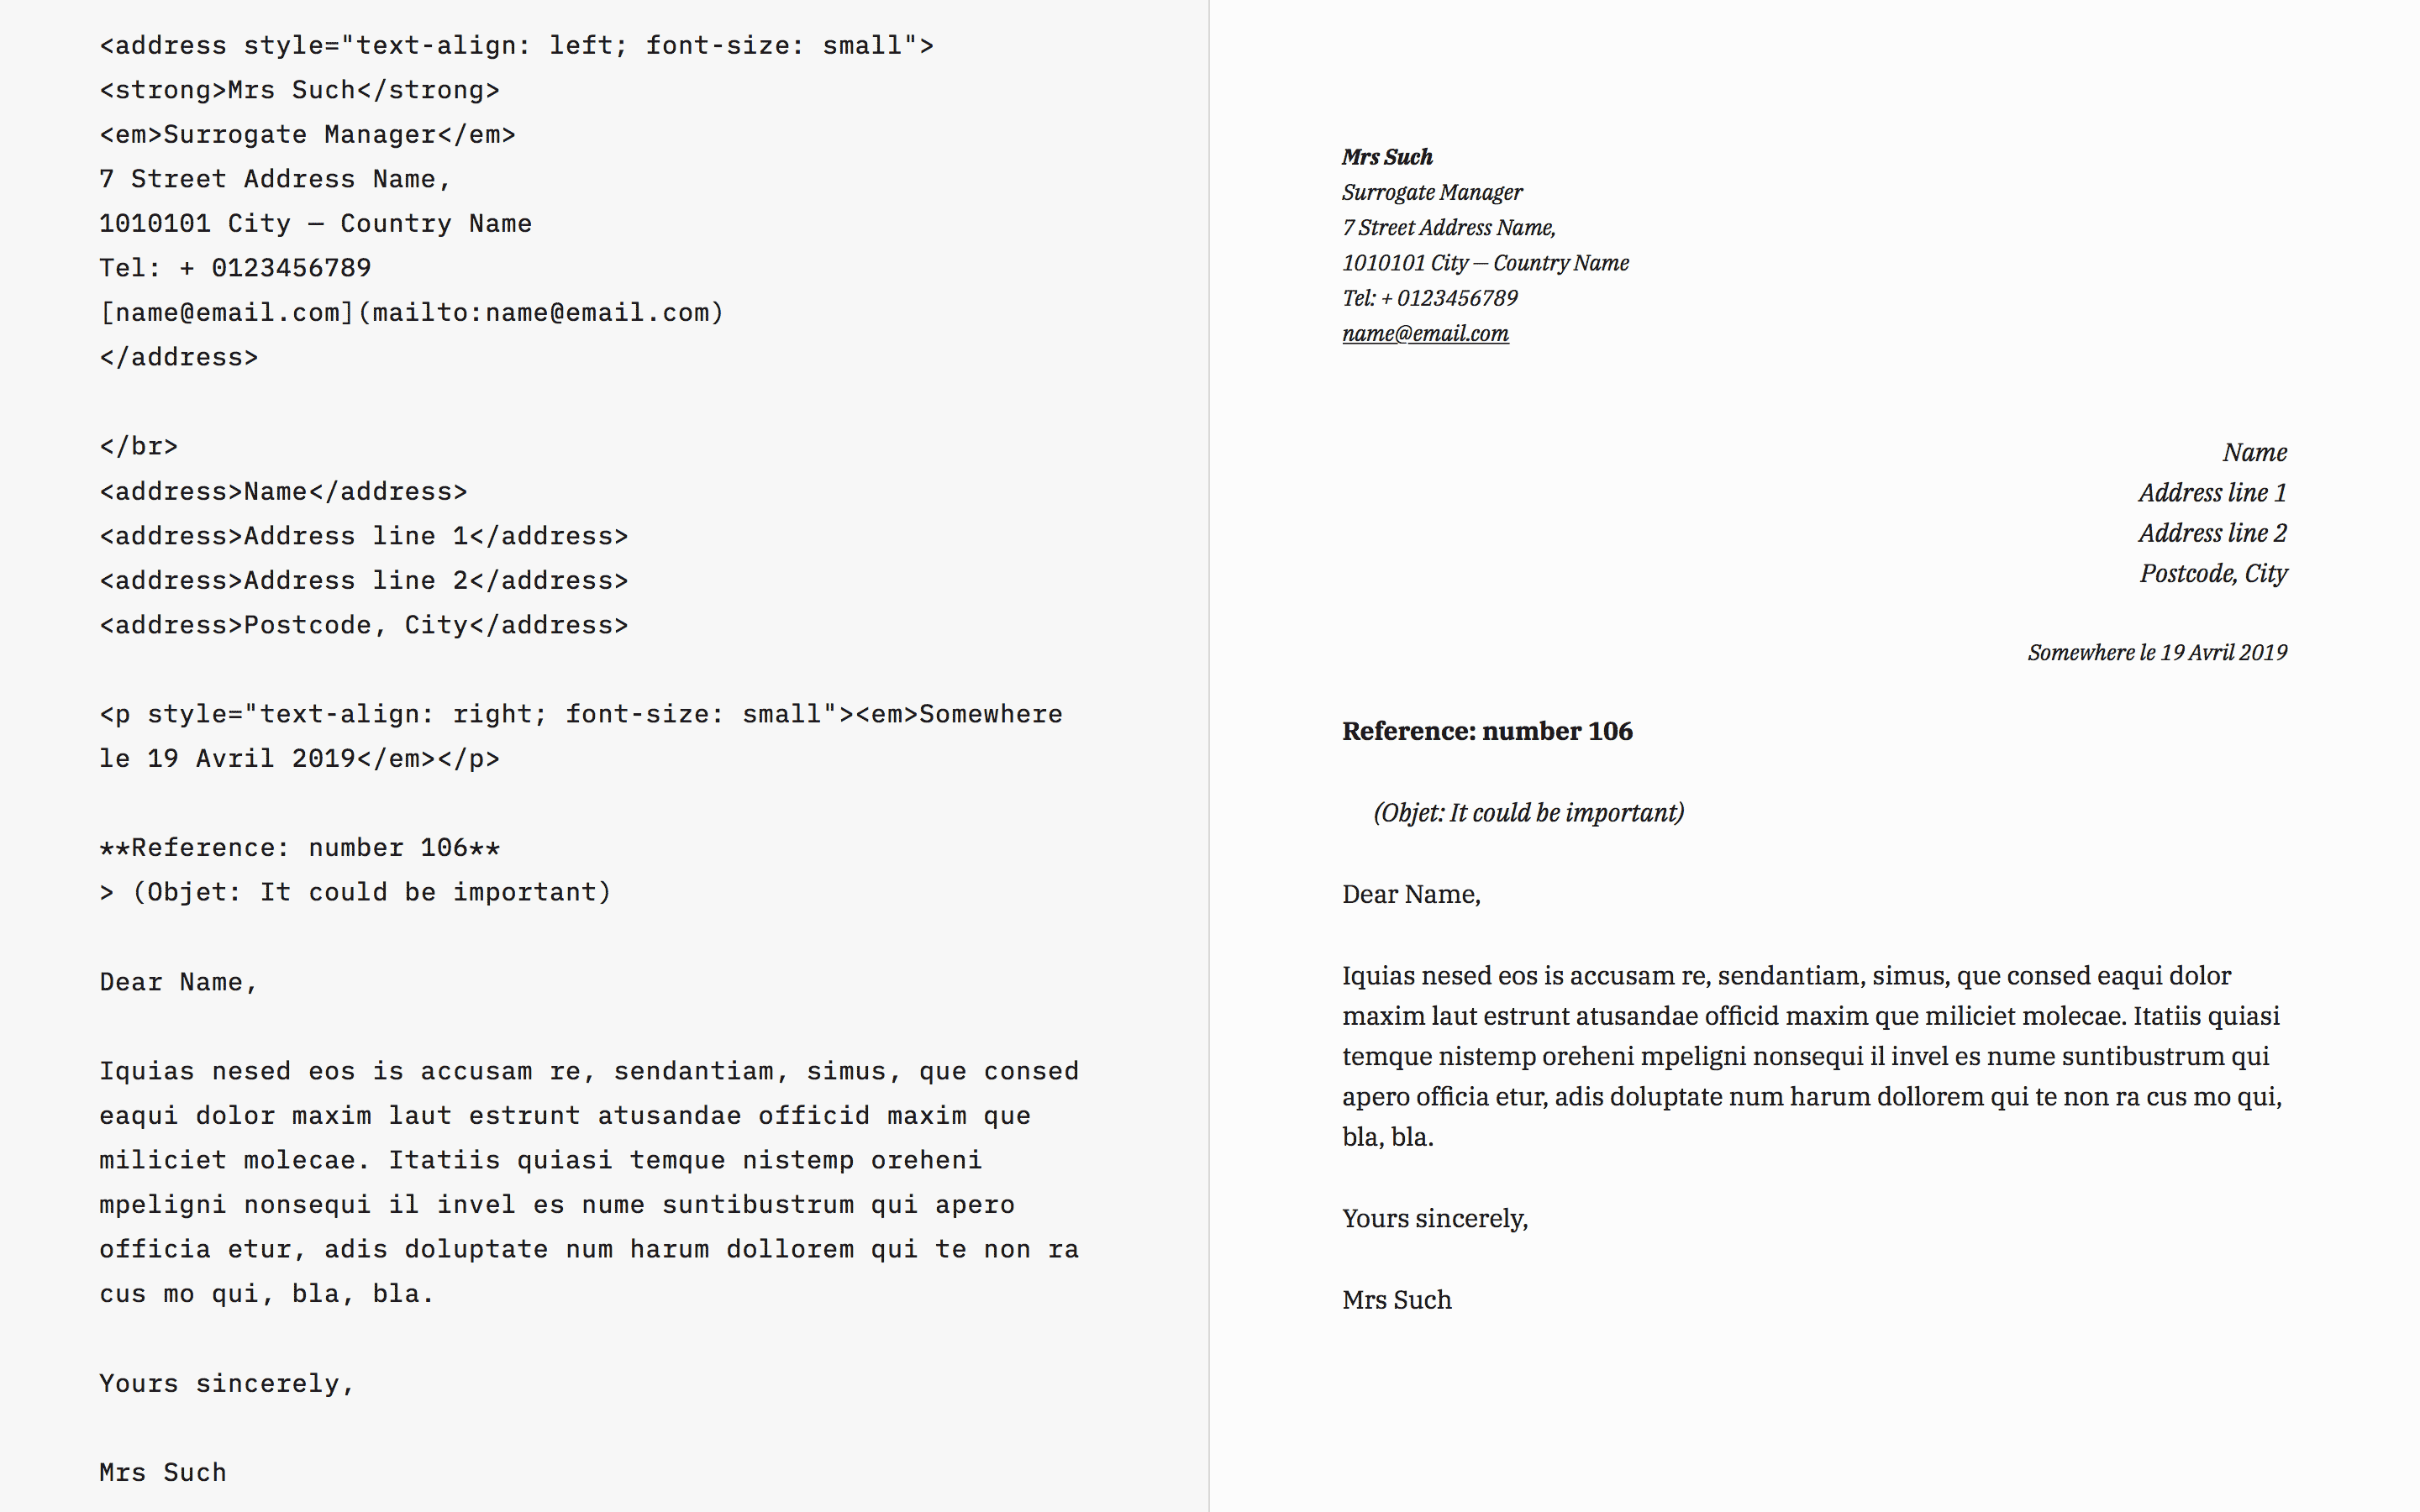 <address style="text-align: left; font-size: small">
<strong>Mrs Such</strong>
<em>Surrogate Manager</em>
7 Street Address Name,
1010101 City — Country Name
Tel: + 0123456789
[name@email.com](mailto:name@email.com)
</address>
</br>
<address>Name</address>
<address>Address line 1</address>
<address>Address line 2</address>
<address>Postcode, City</address>
<p style="text-align: right; font-size: small"><em>Somewhere
le 19 Avril 2019</em></p>
**Reference: number 106**
> (Objet: It could be important)
Dear Name,
Iquias nesed eos is accusam re, sendantiam, simus, que consed
eaqui dolor maxim laut estrunt atusandae officid maxim que
miliciet molecae. Itatiis quiasi temque nistemp oreheni
mpeligni nonsequi il invel es nume suntibustrum qui apero
officia etur, adis doluptate num harum dollorem qui te non ra
cus mo qui, bla, bla.
Yours sincerely,
Mrs Such
Mrs Such
Surrogate Manager
7 Street Address Name,
1010101 City — Country Name
Tel: + 0123456789
name@email.com
Name
Address line 1
Address line 2
Postcode, City
Somewhere le 19 Avril 2019
Reference: number 106
(Objet: It could be important)
Dear Name,
Iquias nesed eos is accusam re, sendantiam, simus, que consed eaqui dolor
maxim laut estrunt atusandae officid maxim que miliciet molecae. Itatiis quiasi
temque nistemp oreheni mpeligni nonsequi il invel es nume suntibustrum qui
apero officia etur, adis doluptate num harum dollorem qui te non ra cus mo qui,
bla, bla.
Yours sincerely,
Mrs Such